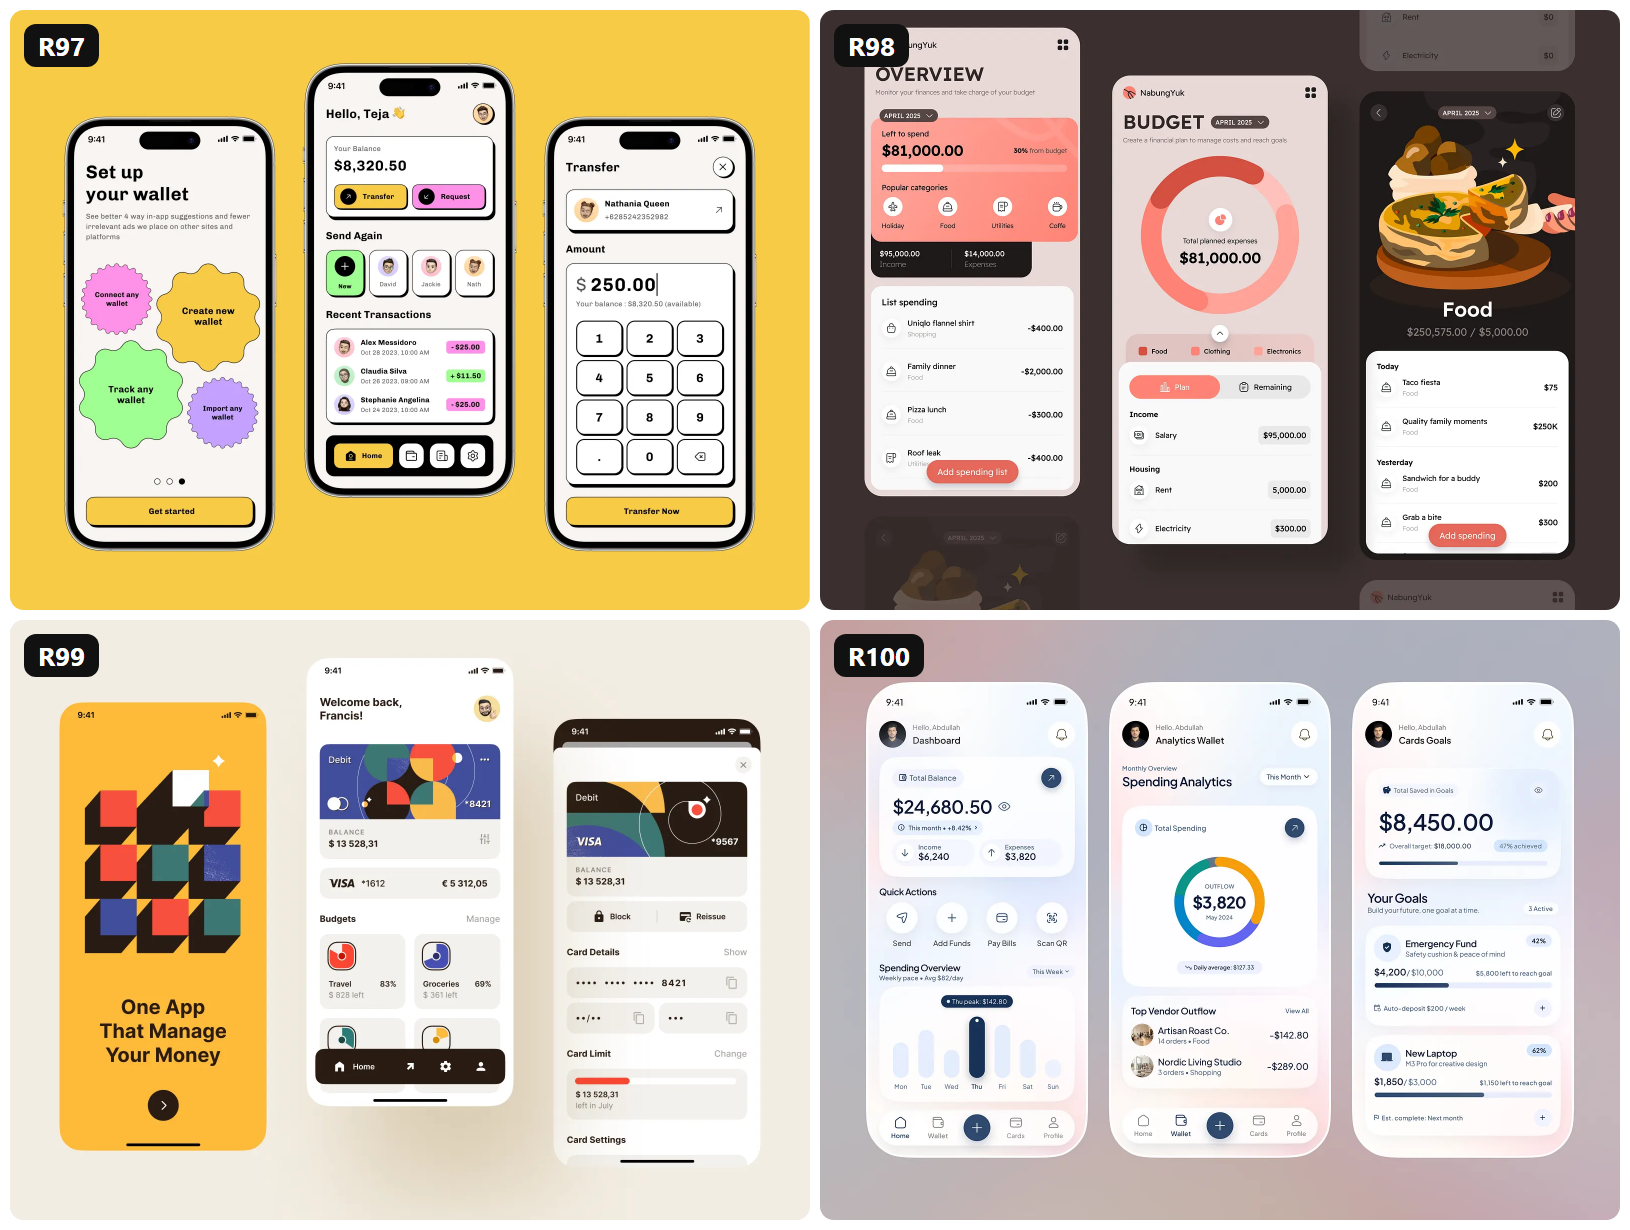 R97
9:41
Set up
your wallet
See better 4 way in-app suggestions and fewer
irrelevant ads we place on other sites and
platforms
Connect any
wallet
Create new
wallet
Track any
wallet
Import any
wallet
Get started
9:41
Hello, Teja 👋
Your Balance
$8,320.50
Transfer
Request
Send Again
New
David
Jackie
Nath
Recent Transactions
Alex Messidoro
Oct 28 2023, 10:00 AM
- $25.00
Claudia Silva
Oct 26 2023, 09:00 AM
+ $11.50
Stephanie Angelina
Oct 24 2023, 10:00 AM
- $25.00
Home
9:41
Transfer
Nathania Queen
+6285242352982
Amount
$ 250.00
Your balance : $8,320.50 (available)
1 2 3
4 5 6
7 8 9
. 0
Transfer Now
R98
ungYuk
OVERVIEW
Monitor your finances and take charge of your budget
APRIL 2025
Left to spend
$81,000.00
30% from budget
Popular categories
Holiday
Food
Utilities
Coffe
$95,000.00
Income
$14,000.00
Expenses
List spending
Uniqlo flannel shirt
Shopping
-$400.00
Family dinner
Food
-$2,000.00
Pizza lunch
Food
-$300.00
Roof leak
-$400.00
Add spending list
APRIL 2025
NabungYuk
BUDGET
APRIL 2025
Create a financial plan to manage costs and reach goals
Total planned expenses
$81,000.00
Food
Clothing
Electronics
Plan
Remaining
Income
Salary
$95,000.00
Housing
Rent
5,000.00
Electricity
$300.00
Rent
$0
Electricity
$0
APRIL 2025
Food
$250,575.00 / $5,000.00
Today
Taco fiesta
Food
$75
Quality family moments
Food
$250K
Yesterday
Sandwich for a buddy
Food
$200
Grab a bite
Food
$300
Add spending
NabungYuk
R99
9:41
One App
That Manage
Your Money
9:41
Welcome back,
Francis!
Debit
*8421
BALANCE
$ 13 528,31
VISA *1612
€ 5 312,05
Budgets
Manage
Travel
83%
$ 828 left
Groceries
69%
$ 361 left
Home
9:41
Debit
VISA
*9567
BALANCE
$ 13 528,31
Block
Reissue
Card Details
Show
•••• •••• •••• 8421
••/••
•••
Card Limit
Change
$ 13 528,31
left in July
Card Settings
R100
9:41
Hello, Abdullah
Dashboard
Total Balance
$24,680.50
This month • +8.42% >
Income
$6,240
Expenses
$3,820
Quick Actions
Send
Add Funds
Pay Bills
Scan QR
Spending Overview
Weekly pace • Avg $82/day
This Week
Thu peak: $142.80
Mon Tue Wed Thu Fri Sat Sun
Home
Wallet
Cards
Profile
9:41
Hello, Abdullah
Analytics Wallet
Monthly Overview
Spending Analytics
This Month
Total Spending
OUTFLOW
$3,820
May 2024
Daily average: $127.33
Top Vendor Outflow
View All
Artisan Roast Co.
14 orders • Food
-$142.80
Nordic Living Studio
3 orders • Shopping
-$289.00
Home
Wallet
Cards
Profile
9:41
Hello, Abdullah
Cards Goals
Total Saved in Goals
$8,450.00
Overall target: $18,000.00
47% achieved
Your Goals
Build your future, one goal at a time.
3 Active
Emergency Fund
Safety cushion & peace of mind
42%
$4,200/ $10,000
$5,800 left to reach goal
Auto-deposit $200 / week
New Laptop
M3 Pro for creative design
62%
$1,850/ $3,000
$1,150 left to reach goal
Est. complete: Next month